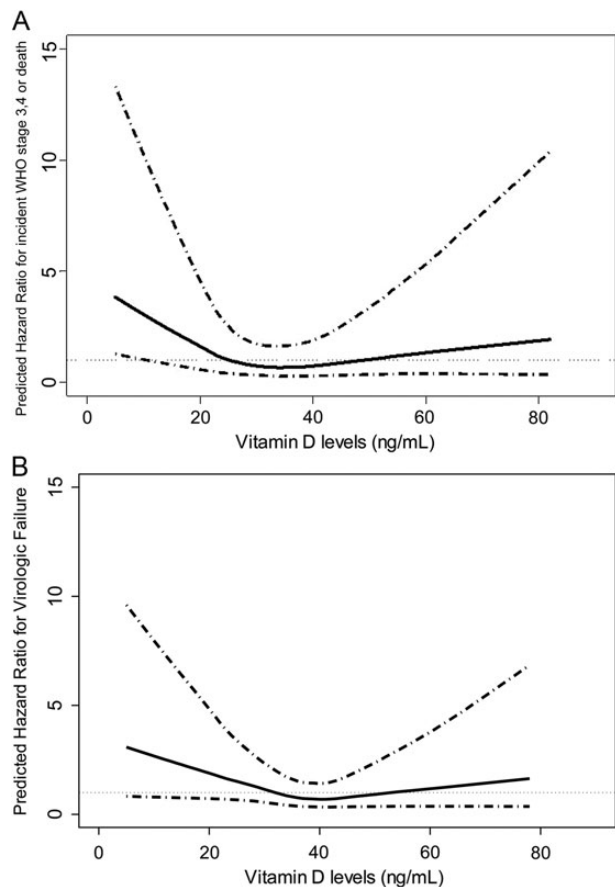 A
Predicted Hazard Ratio for incident WHO stage 3,4 or death
15
10
5
0
0 20 40 60 80
Vitamin D levels (ng/mL)
B
Predicted Hazard Ratio for Virologic Failure
15
10
5
0
0 20 40 60 80
Vitamin D levels (ng/mL)